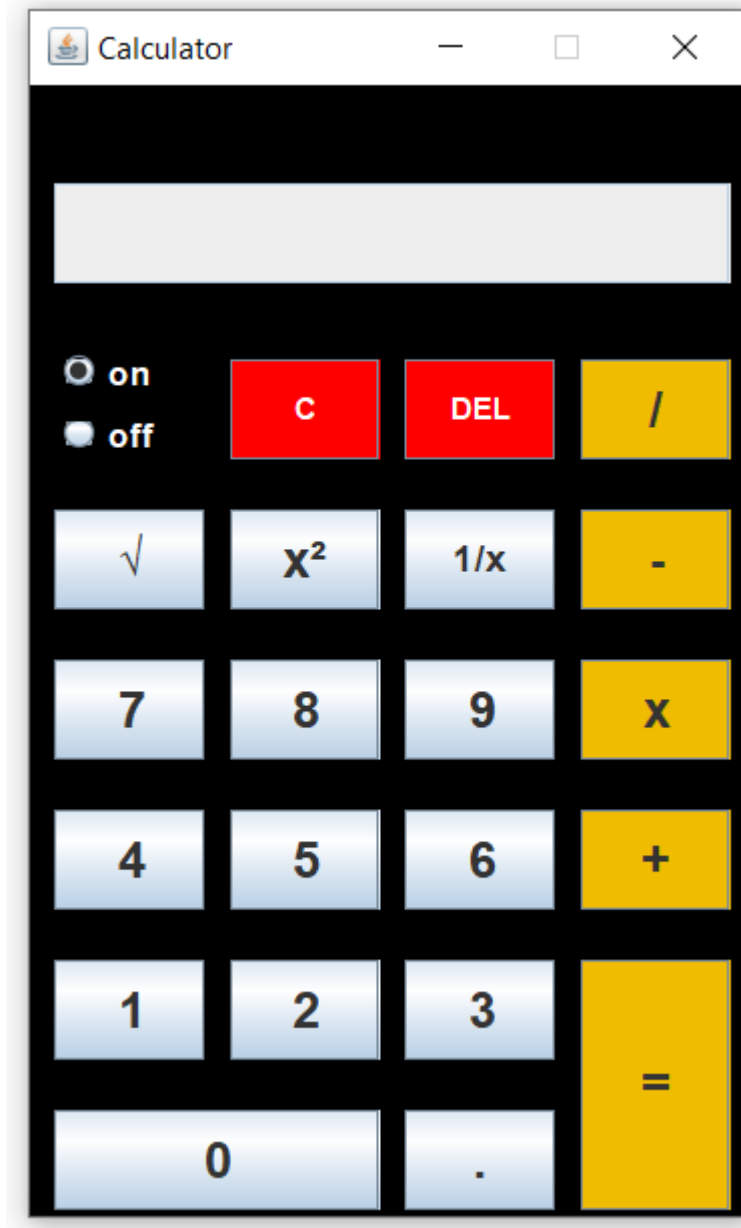 Calculator
on
off
C DEL /
√ x² 1/x -
7 8 9 x
4 5 6 +
1 2 3
=
0 .